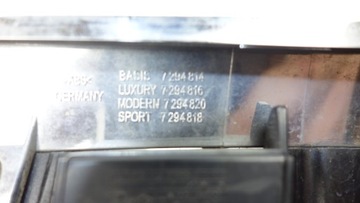 BASIS 7294814
GERMANY LUXURY 7294816
MODERN 7294820
SPORT 7294818